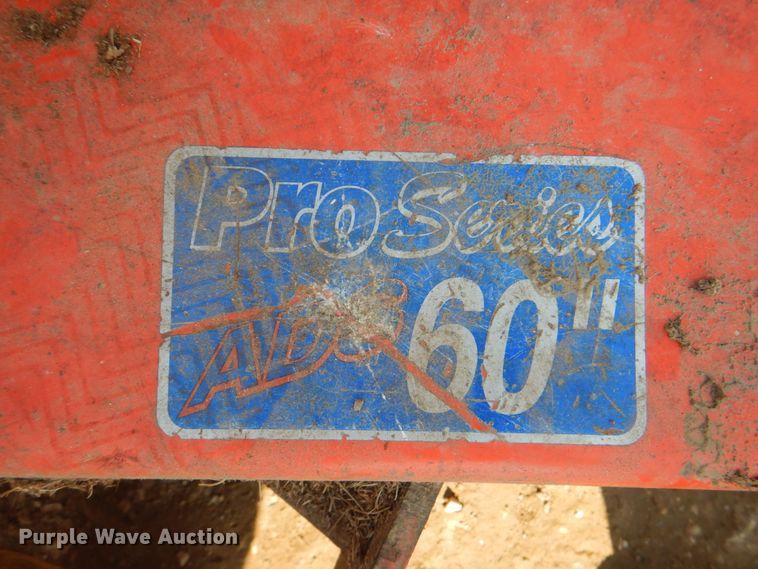 Pro Series
60"
Purple Wave Auction